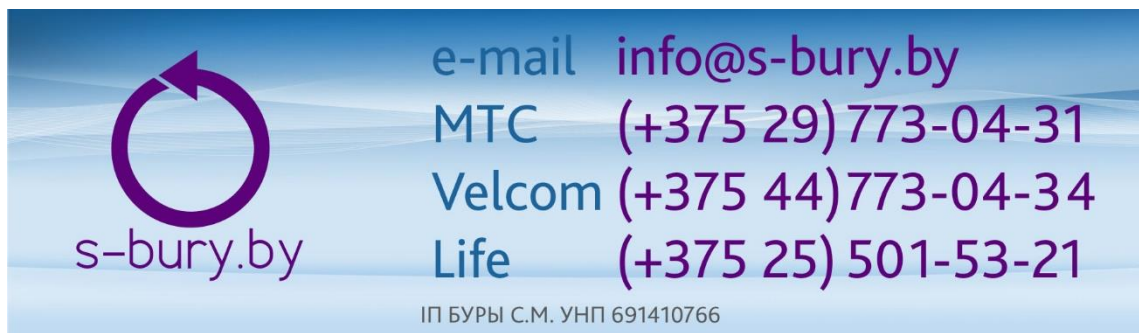 e-mail info@s-bury.by
МТС (+375 29) 773-04-31
Velcom (+375 44) 773-04-34
Life (+375 25) 501-53-21
s-bury.by
ІП БУРЫ С.М. УНП 691410766